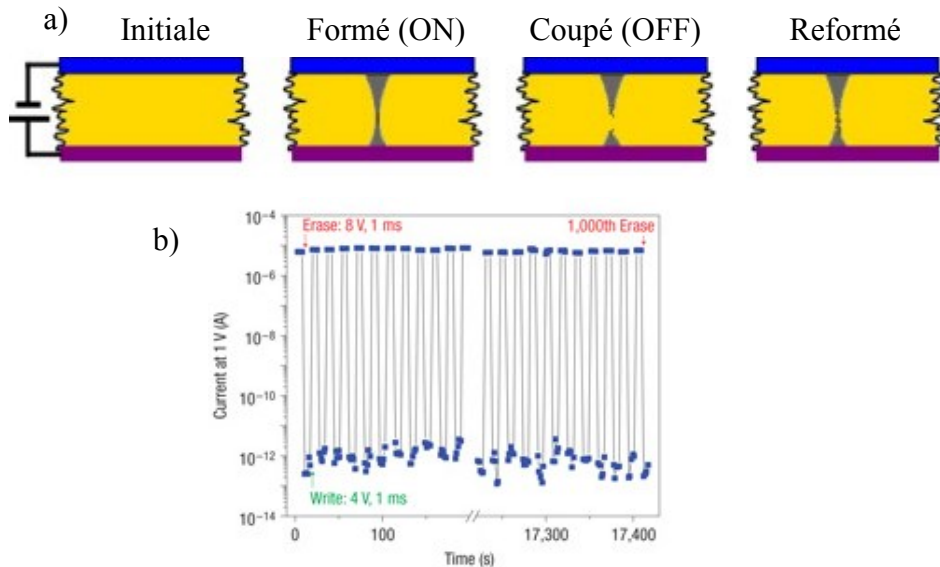 a) Initiale Formé (ON) Coupé (OFF) Reformé
b)
Erase: 8 V, 1 ms 1,000th Erase
Write: 4 V, 1 ms
Current at 1 V (A)
10⁻⁴
10⁻⁶
10⁻⁸
10⁻¹⁰
10⁻¹²
10⁻¹⁴
0 100 17,300 17,400
Time (s)